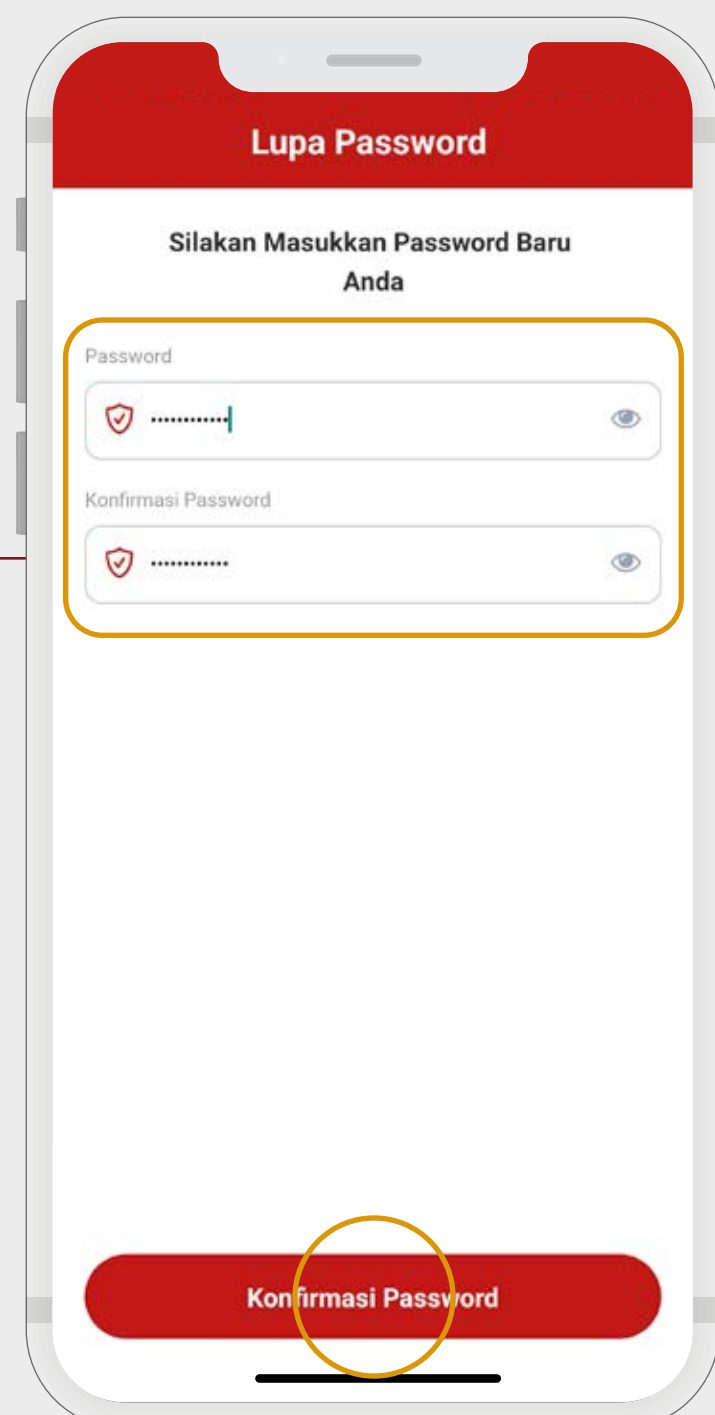 Lupa Password
Silakan Masukkan Password Baru
Anda
Password
••••••••••••
Konfirmasi Password
••••••••••••
Konfirmasi Password